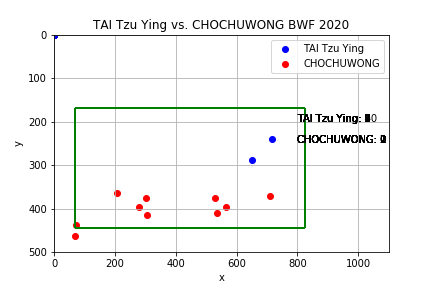 TAI Tzu Ying vs. CHOCHUWONG BWF 2020
TAI Tzu Ying
CHOCHUWONG
0
100
200
300
400
500
y
TAI Tzu Ying:
CHOCHUWONG:
0 200 400 600 800 1000
x